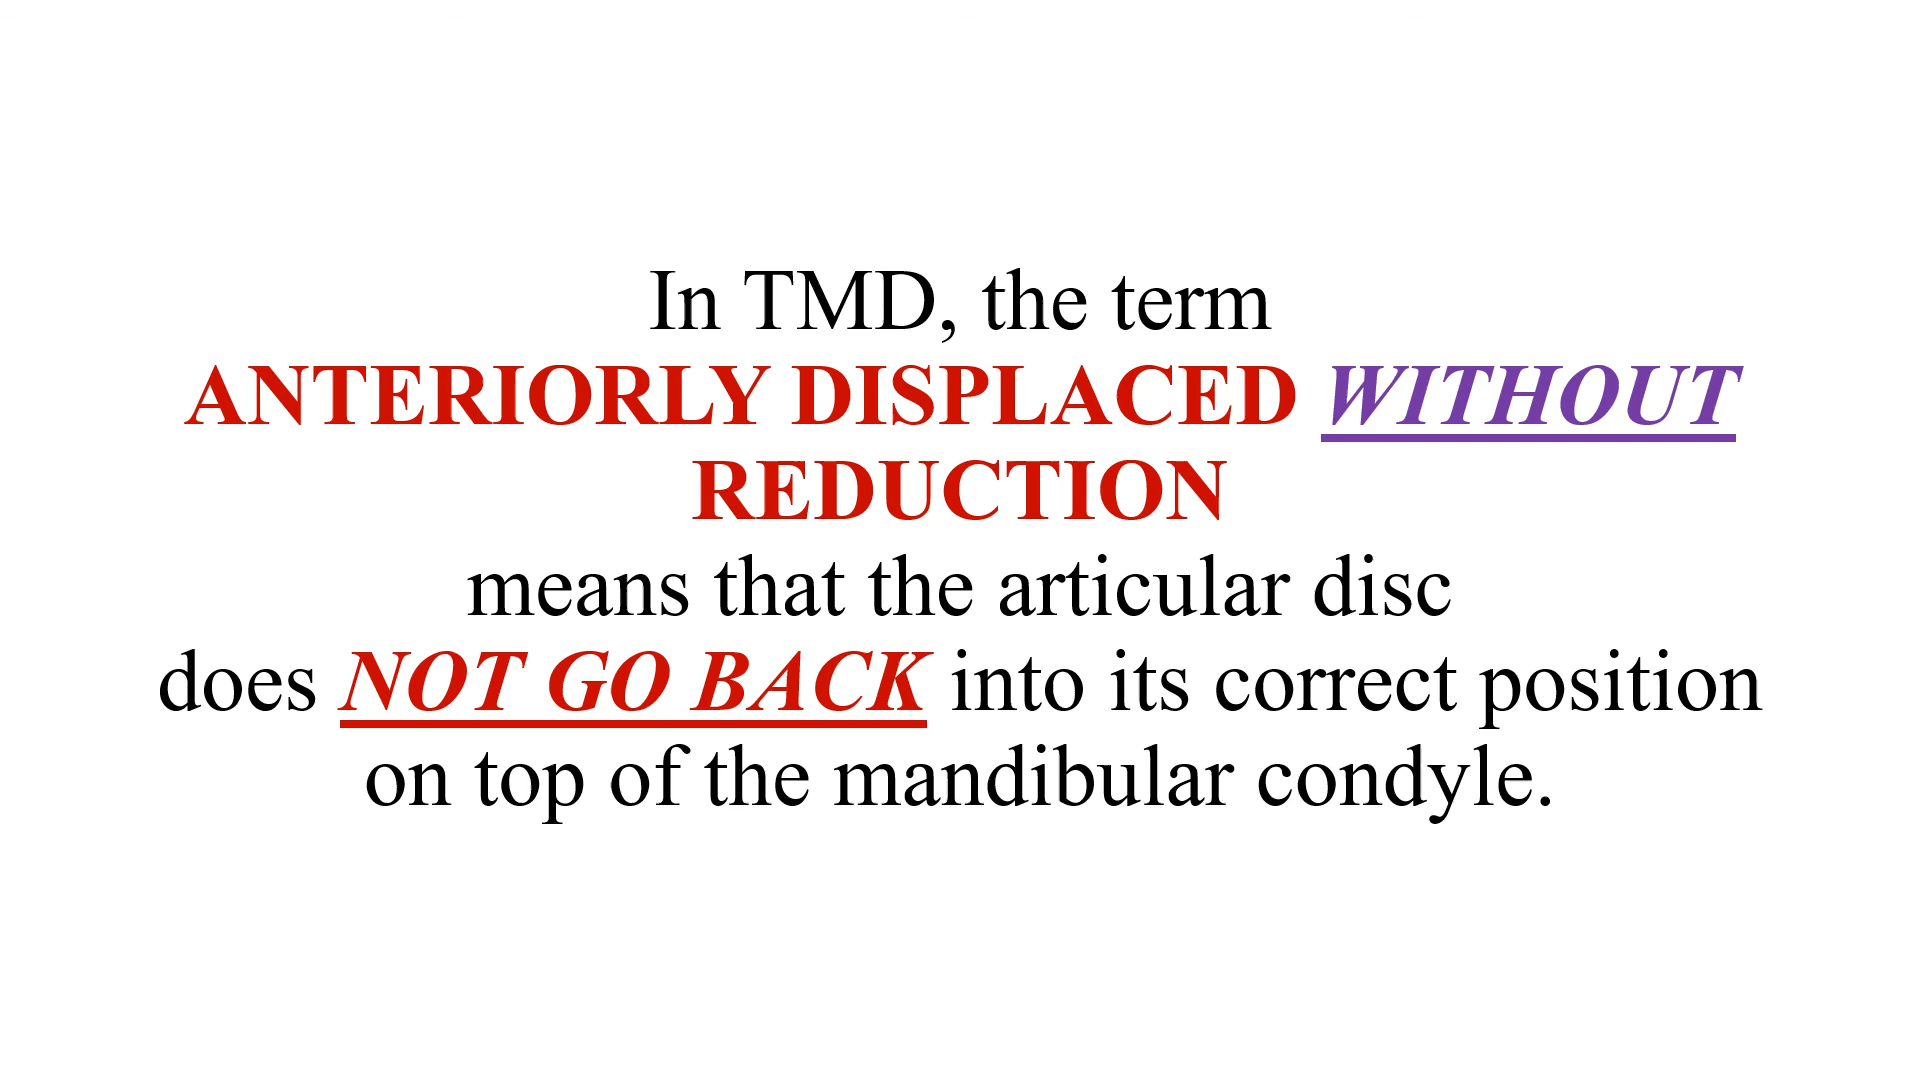 In TMD, the term
ANTERIORLY DISPLACED WITHOUT
REDUCTION
means that the articular disc
does NOT GO BACK into its correct position
on top of the mandibular condyle.